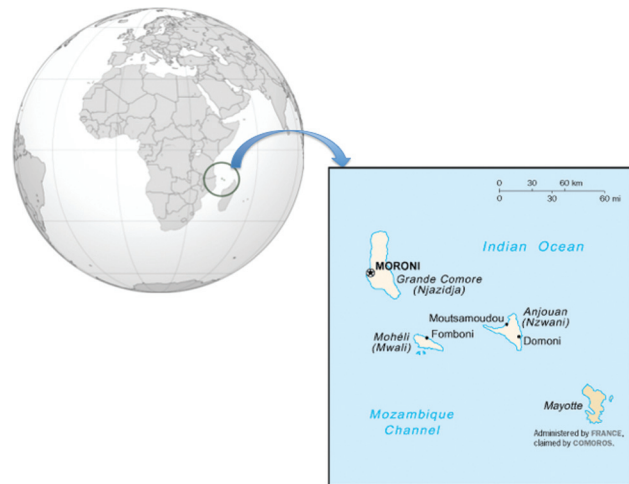 0 30 60 km
0 30 60 mi
Indian Ocean
MORONI
Grande Comore
(Njazidja)
Anjouan
(Nzwani)
Moutsamoudou
Mohéli
(Mwali)
Fomboni
Domoni
Mayotte
Mozambique
Channel
Administered by FRANCE,
claimed by COMOROS.